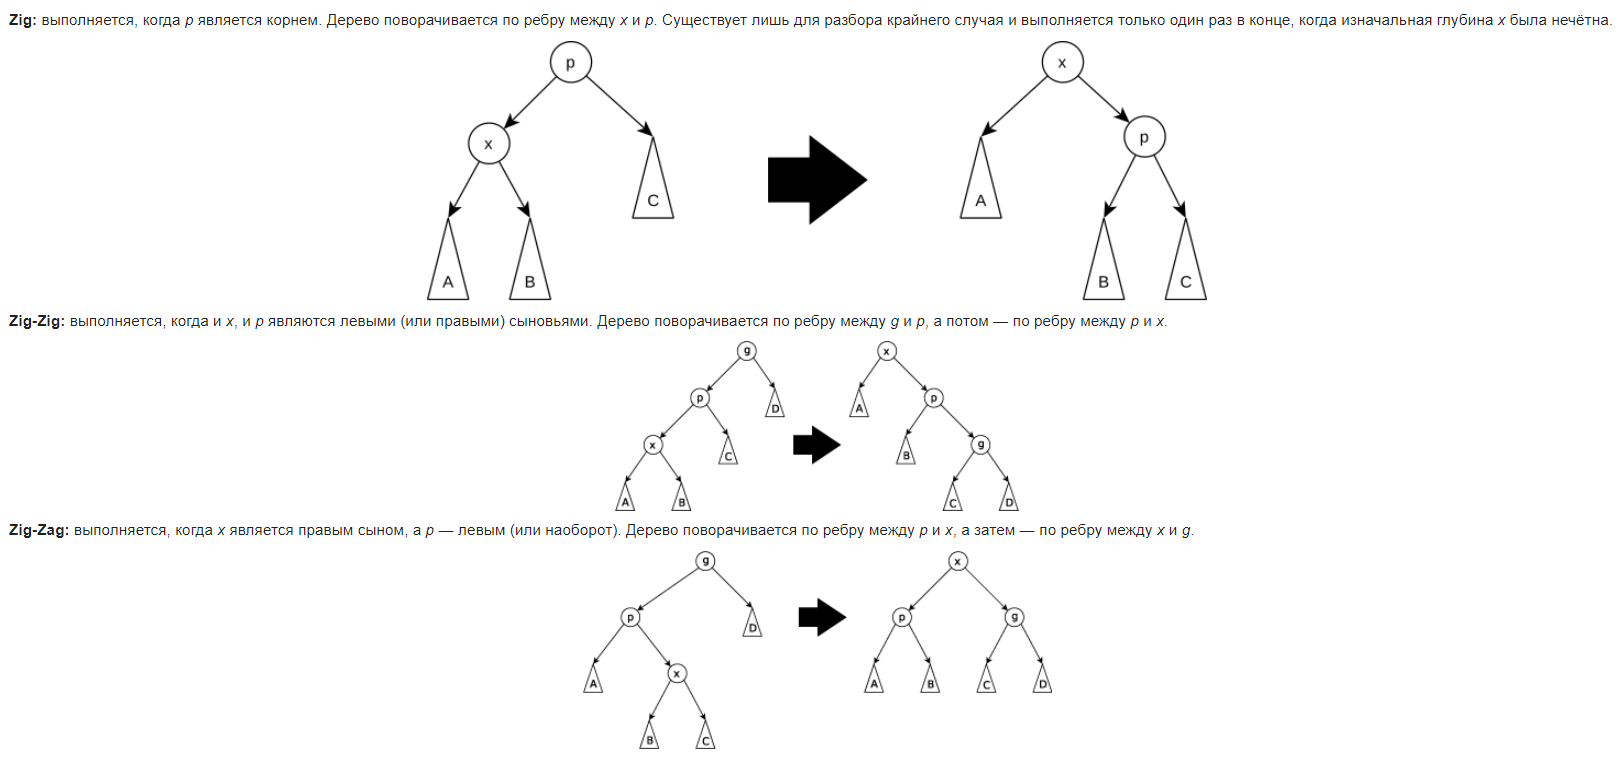 Zig: выполняется, когда p является корнем. Дерево поворачивается по ребру между x и p. Существует лишь для разбора крайнего случая и выполняется только один раз в конце, когда изначальная глубина x была нечётна.
p x
x C A p
A B B C
Zig-Zig: выполняется, когда и x, и p являются левыми (или правыми) сыновьями. Дерево поворачивается по ребру между g и p, а потом — по ребру между p и x.
g x
p D A p
x C B g
A B C D
Zig-Zag: выполняется, когда x является правым сыном, а p — левым (или наоборот). Дерево поворачивается по ребру между p и x, а затем — по ребру между x и g.
g x
p D p g
A x A B C D
B C